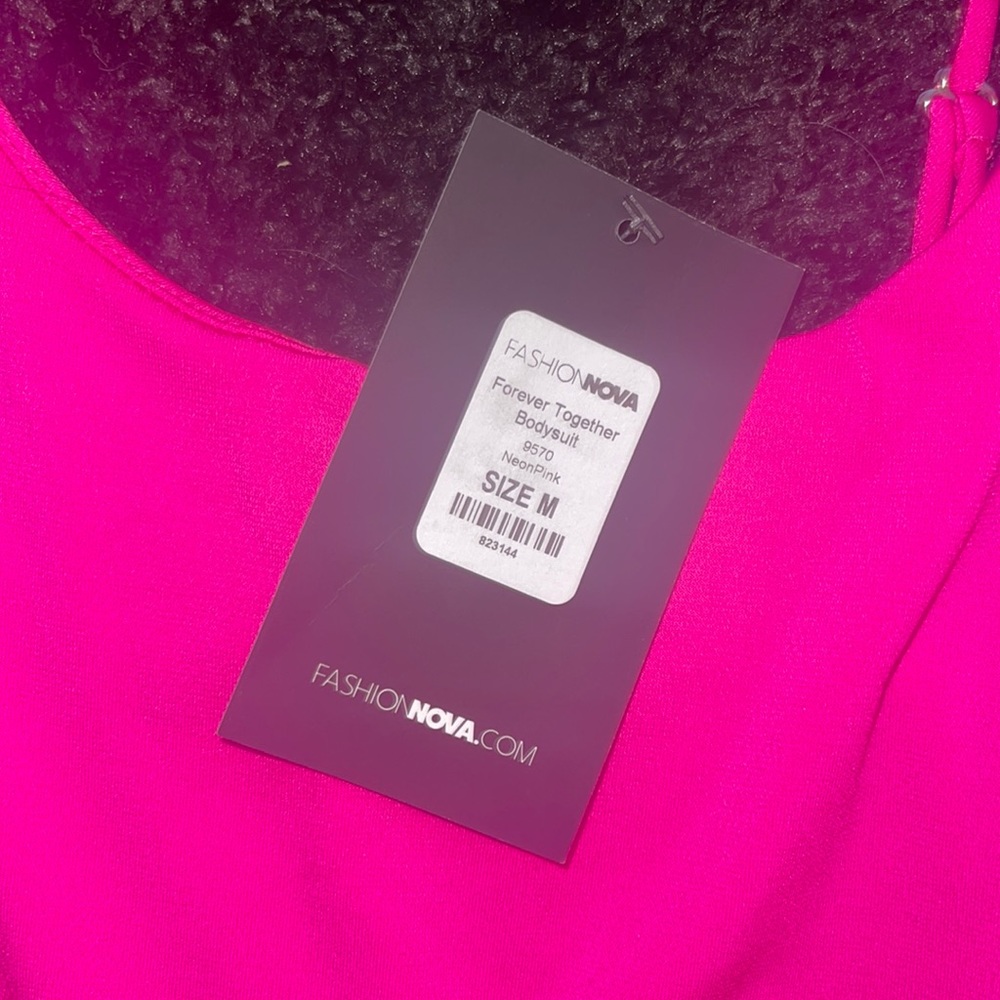 FASHIONNOVA
Forever Together
Bodysuit
9570
NeonPink
SIZE M
823144
FASHIONNOVA.COM